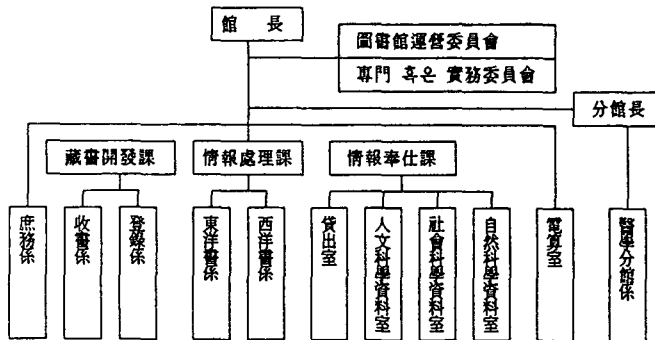 館 長
圖書館運營委員會
專門 혹은 實務委員會
分館長
藏書開發課
情報處理課
情報奉仕課
庶務係
收書係
登錄係
東洋書係
西洋書係
貸出室
人文科學資料室
社會科學資料室
自然科學資料室
電算室
醫學分館係